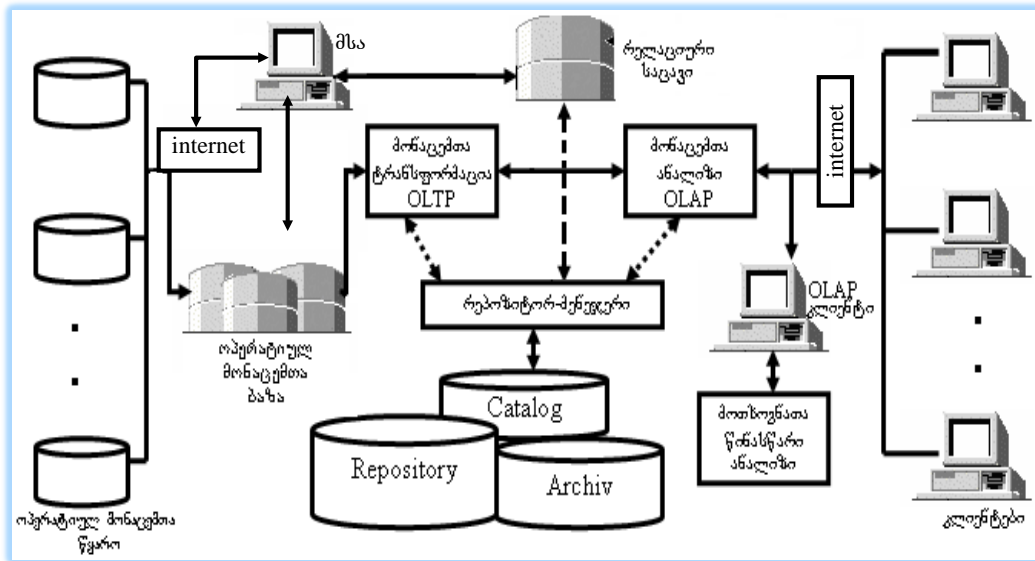 მსა
რელაციური
საცავი
internet
მონაცემთა
ტრანსფორმაცია
OLTP
მონაცემთა
ანალიზი
OLAP
internet
რეპოზიტორ-მენეჯერი
OLAP
კლიენტი
ოპერატიულ
მონაცემთა
ბაზა
Catalog
Repository
Archiv
მოთხოვნათა
წინასწარი
ანალიზი
ოპერატიულ მონაცემთა
წყარო
კლიენტები